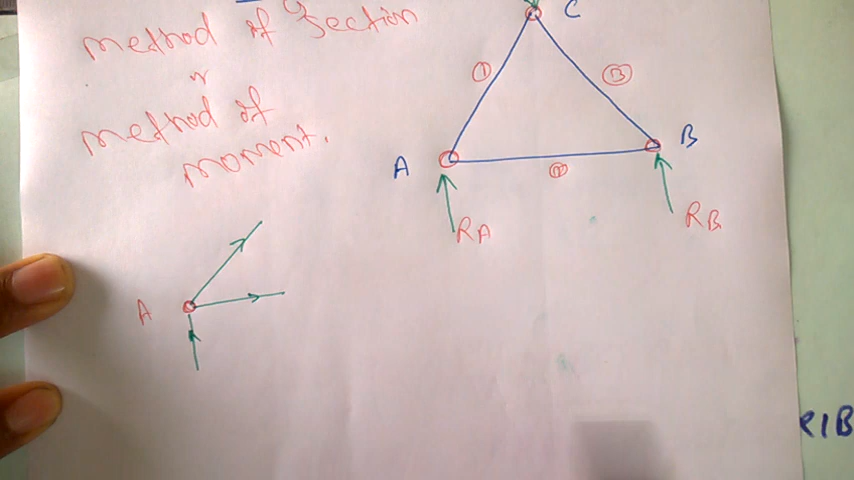 method of section
or
method of
moment.
C
1
3
A
B
2
RA
RB
A